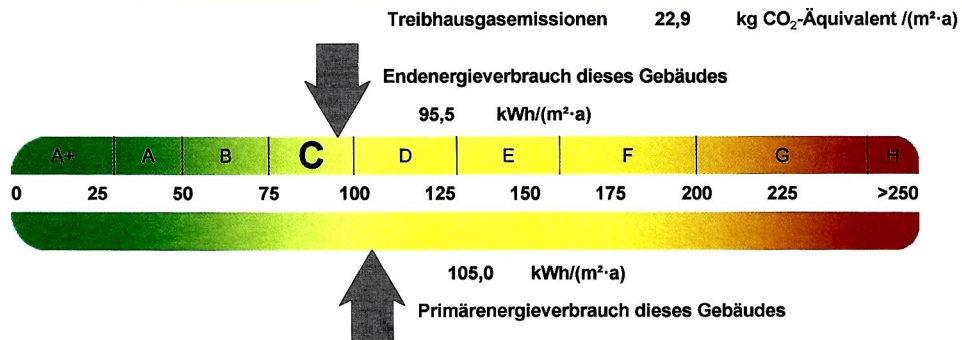 Treibhausgasemissionen 22,9 kg CO₂-Äquivalent /(m²·a)
Endenergieverbrauch dieses Gebäudes
95,5 kWh/(m²·a)
A+ A B C D E F G H
0 25 50 75 100 125 150 175 200 225 >250
105,0 kWh/(m²·a)
Primärenergieverbrauch dieses Gebäudes